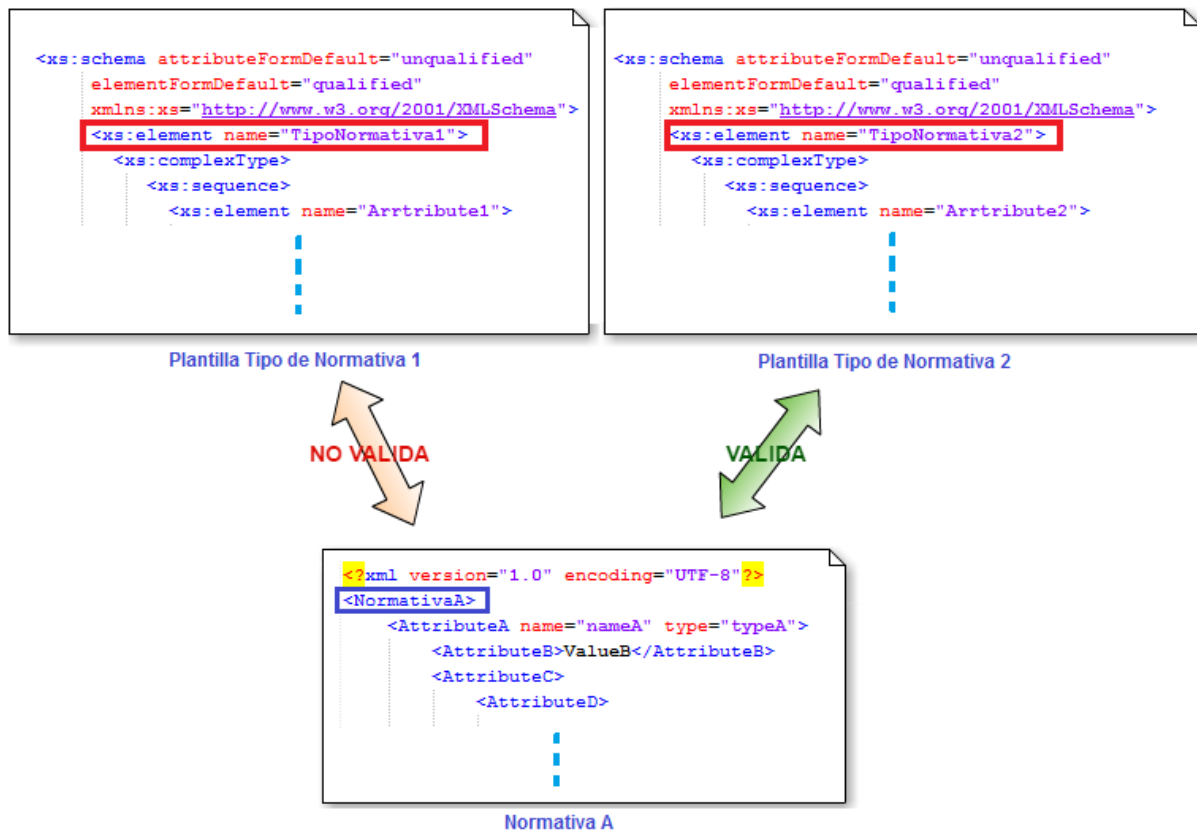 <xs:schema attributeFormDefault="unqualified"
elementFormDefault="qualified"
xmlns:xs="http://www.w3.org/2001/XMLSchema">
<xs:element name="TipoNormativa1">
<xs:complexType>
<xs:sequence>
<xs:element name="Arrtribute1">
Plantilla Tipo de Normativa 1
<xs:schema attributeFormDefault="unqualified"
elementFormDefault="qualified"
xmlns:xs="http://www.w3.org/2001/XMLSchema">
<xs:element name="TipoNormativa2">
<xs:complexType>
<xs:sequence>
<xs:element name="Arrtribute2">
Plantilla Tipo de Normativa 2
NO VALIDA
VALIDA
<?xml version="1.0" encoding="UTF-8"?>
<NormativaA>
<AttributeA name="nameA" type="typeA">
<AttributeB>ValueB</AttributeB>
<AttributeC>
<AttributeD>
Normativa A